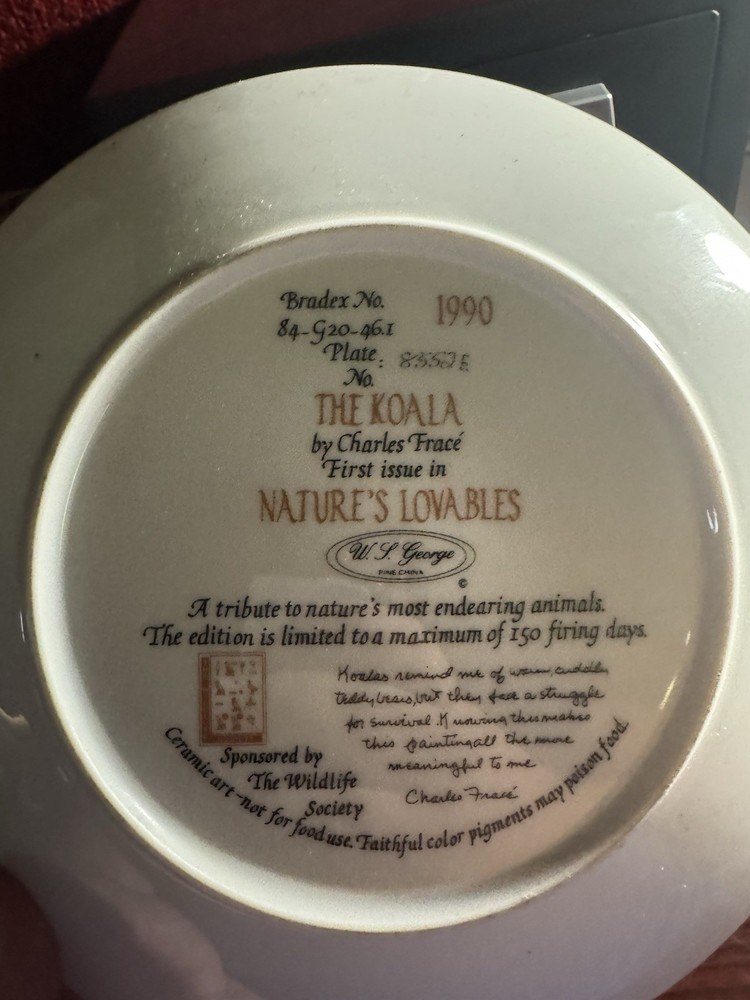 Bradex No.
84-G20-46.1
1990
Plate
No.
THE KOALA
by Charles Fracé
First issue in
NATURE'S LOVABLES
W. S. George
FINE CHINA
©
A tribute to nature's most endearing animals.
The edition is limited to a maximum of 150 firing days.
Koalas remind me of warm, cuddly
teddy bears, but they face a struggle
for survival. Knowing this makes
this painting all the more
meaningful to me
Charles Fracé
Sponsored by
The Wildlife
Society
Ceramic art-not for food use. Faithful color pigments may poison food.